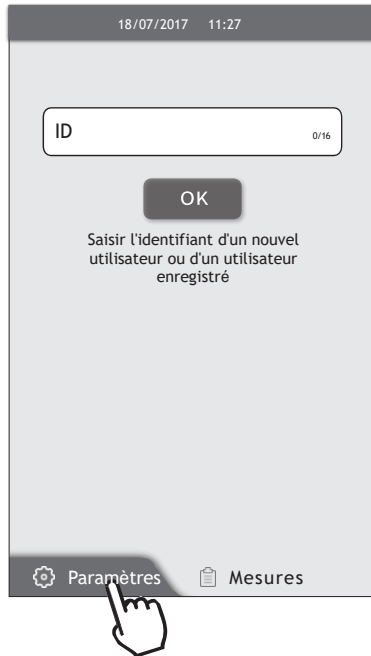 18/07/2017 11:27
ID 0/16
OK
Saisir l'identifiant d'un nouvel
utilisateur ou d'un utilisateur
enregistré
Paramètres Mesures